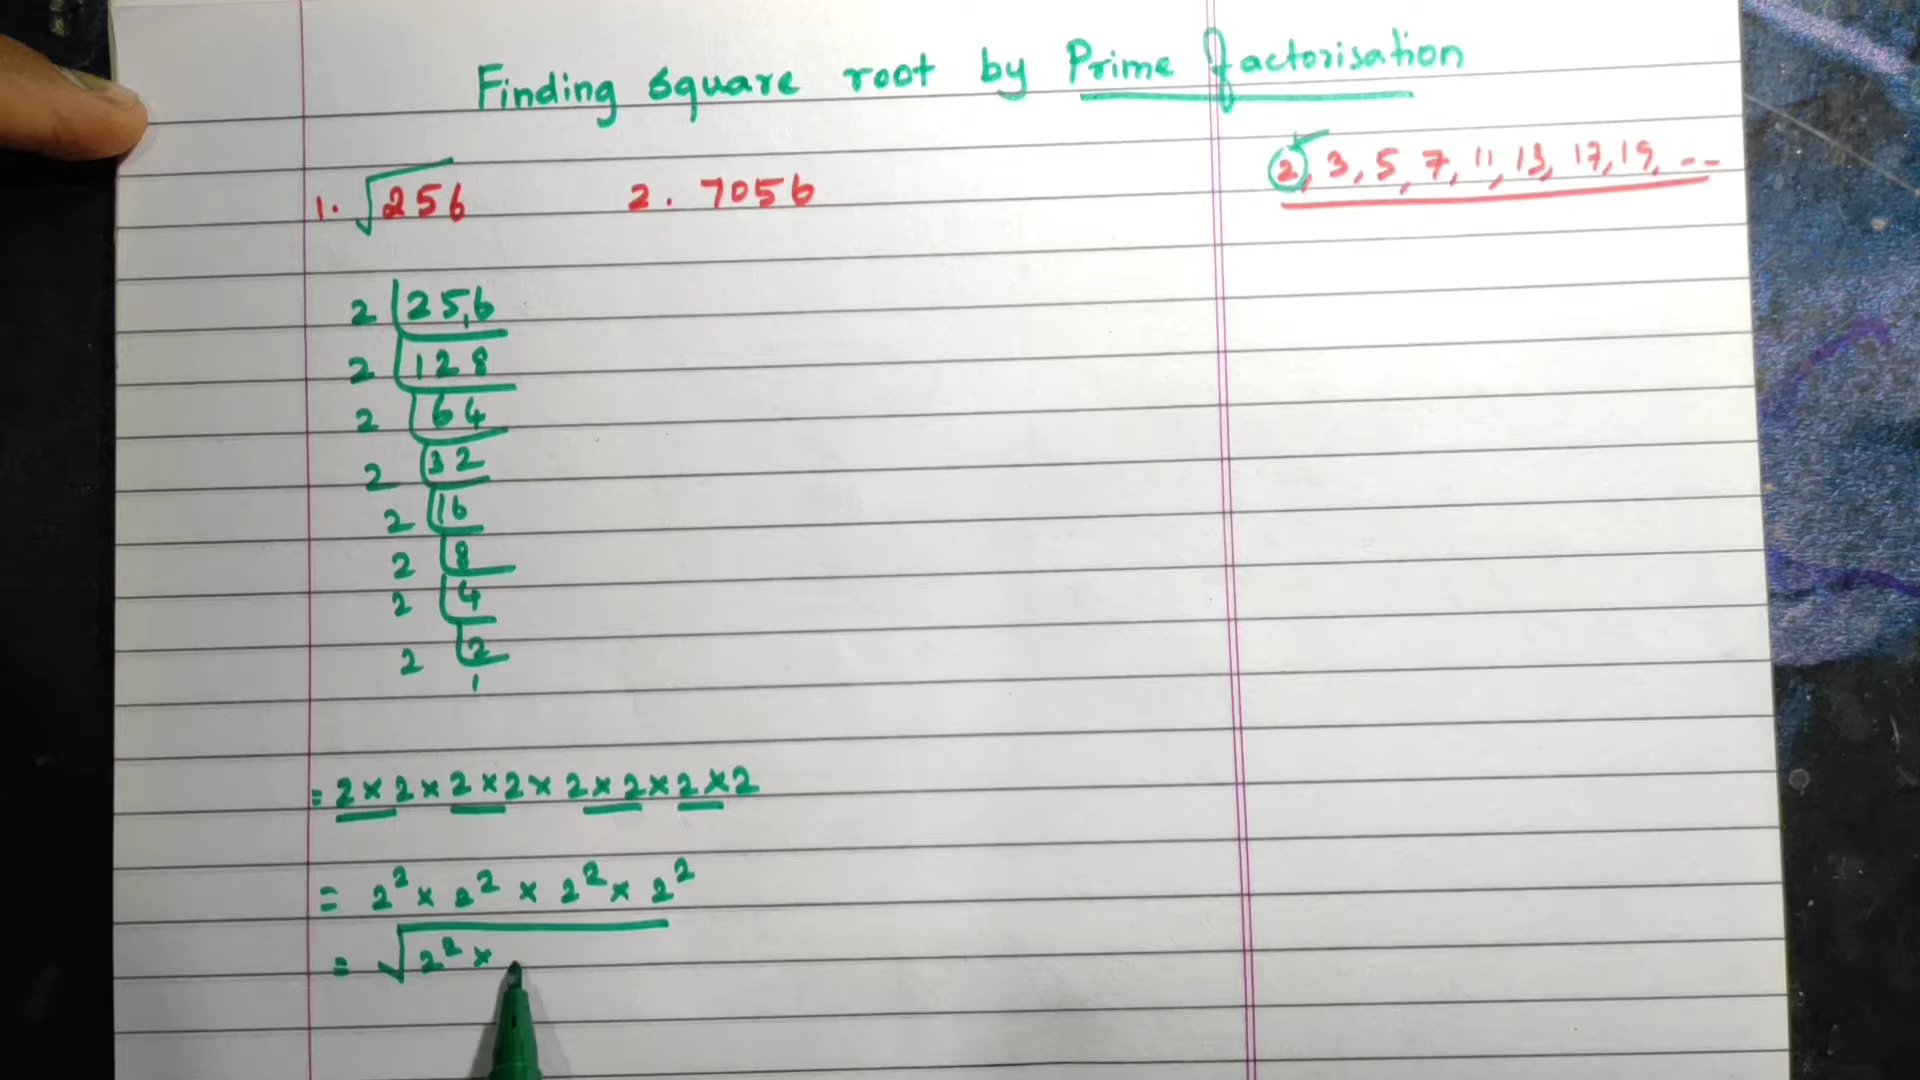 Finding square root by Prime factorisation
2, 3, 5, 7, 11, 13, 17, 19, --
1. √256 2. 7056
2 256
2 128
2 64
2 32
2 16
2 8
2 4
2 2
1
= 2 × 2 × 2 × 2 × 2 × 2 × 2 × 2
= 2² × 2² × 2² × 2²
= √2² ×